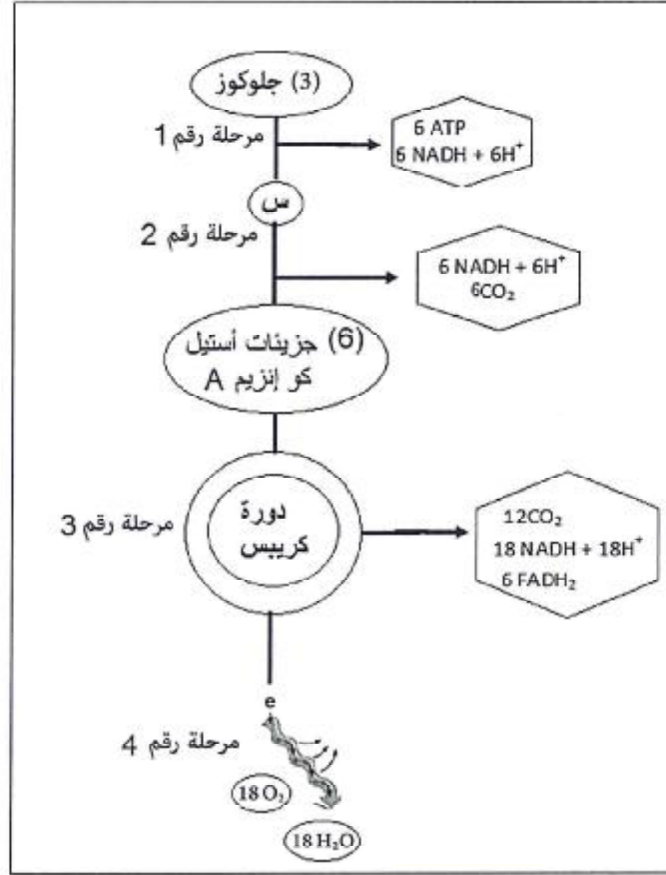 (3) جلوكوز
مرحلة رقم 1
6 ATP
6 NADH + 6H⁺
س
مرحلة رقم 2
6 NADH + 6H⁺
6CO₂
(6) جزيئات أستيل
كو إنزيم A
مرحلة رقم 3
دورة
كريبس
12CO₂
18 NADH + 18H⁺
6 FADH₂
e
مرحلة رقم 4
18 O₂
18 H₂O